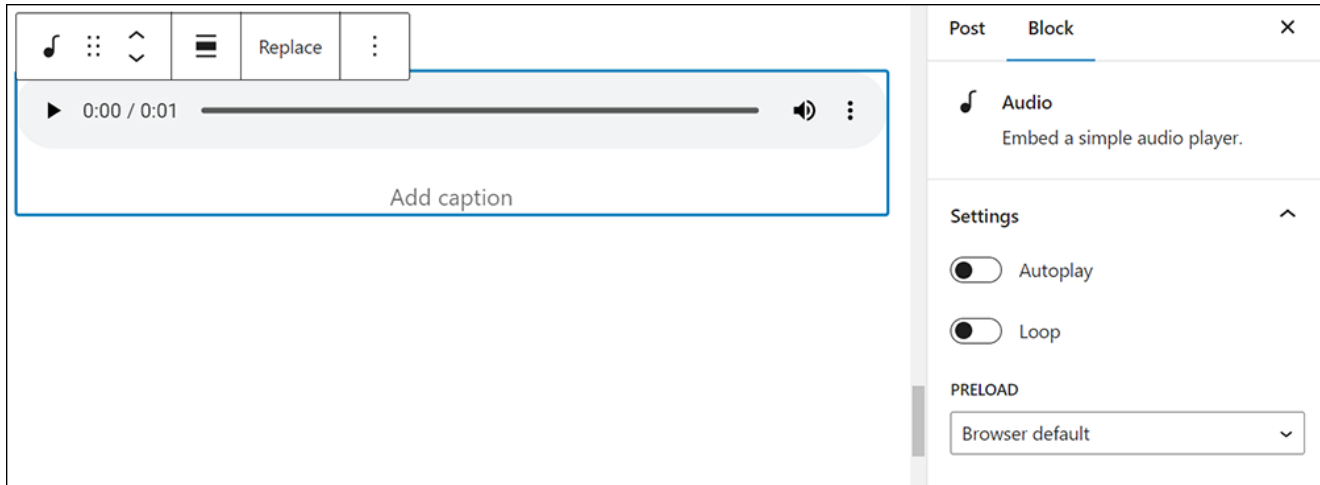 Replace
0:00 / 0:01
Add caption
Post Block
Audio
Embed a simple audio player.
Settings
Autoplay
Loop
PRELOAD
Browser default